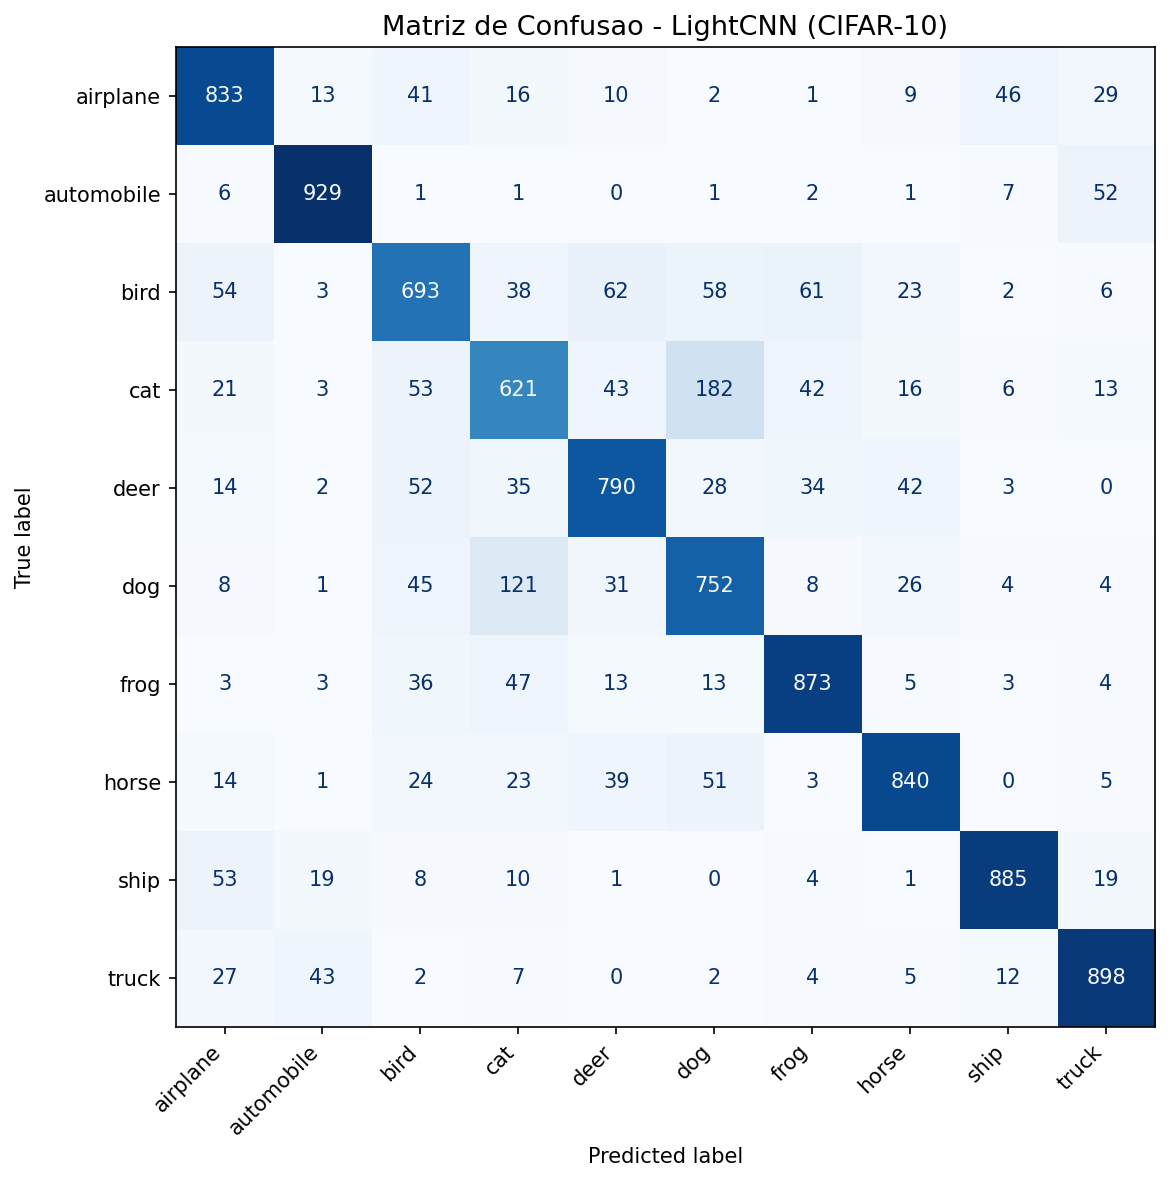 Matriz de Confusao - LightCNN (CIFAR-10)
airplane 833 13 41 16 10 2 1 9 46 29
automobile 6 929 1 1 0 1 2 1 7 52
bird 54 3 693 38 62 58 61 23 2 6
cat 21 3 53 621 43 182 42 16 6 13
deer 14 2 52 35 790 28 34 42 3 0
dog 8 1 45 121 31 752 8 26 4 4
frog 3 3 36 47 13 13 873 5 3 4
horse 14 1 24 23 39 51 3 840 0 5
ship 53 19 8 10 1 0 4 1 885 19
truck 27 43 2 7 0 2 4 5 12 898
True label
airplane automobile bird cat deer dog frog horse ship truck
Predicted label